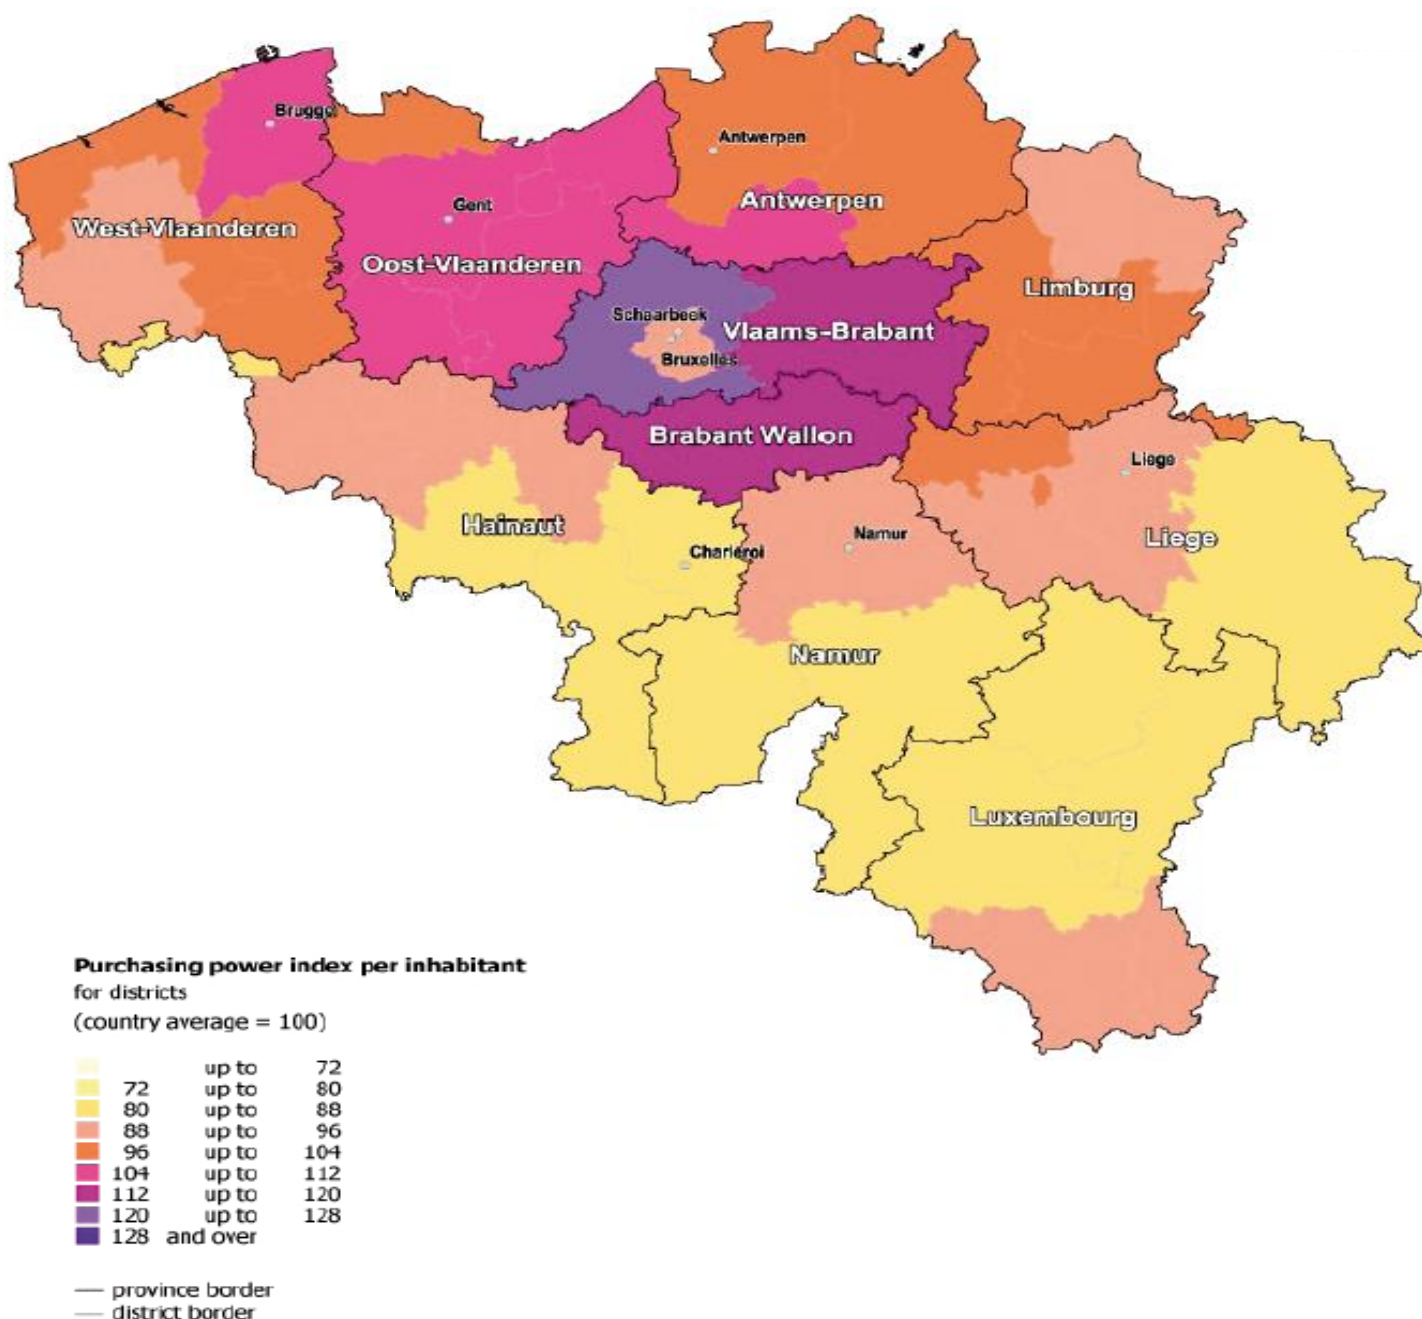 Brugge
Antwerpen
Gent
Antwerpen
West-Vlaanderen
Oost-Vlaanderen
Limburg
Schaarbeek
Vlaams-Brabant
Bruxelles
Brabant Wallon
Liege
Hainaut
Namur
Liege
Charleroi
Namur
Luxembourg
Purchasing power index per inhabitant
for districts
(country average = 100)
up to 72
72 up to 80
80 up to 88
88 up to 96
96 up to 104
104 up to 112
112 up to 120
120 up to 128
128 and over
province border
district border